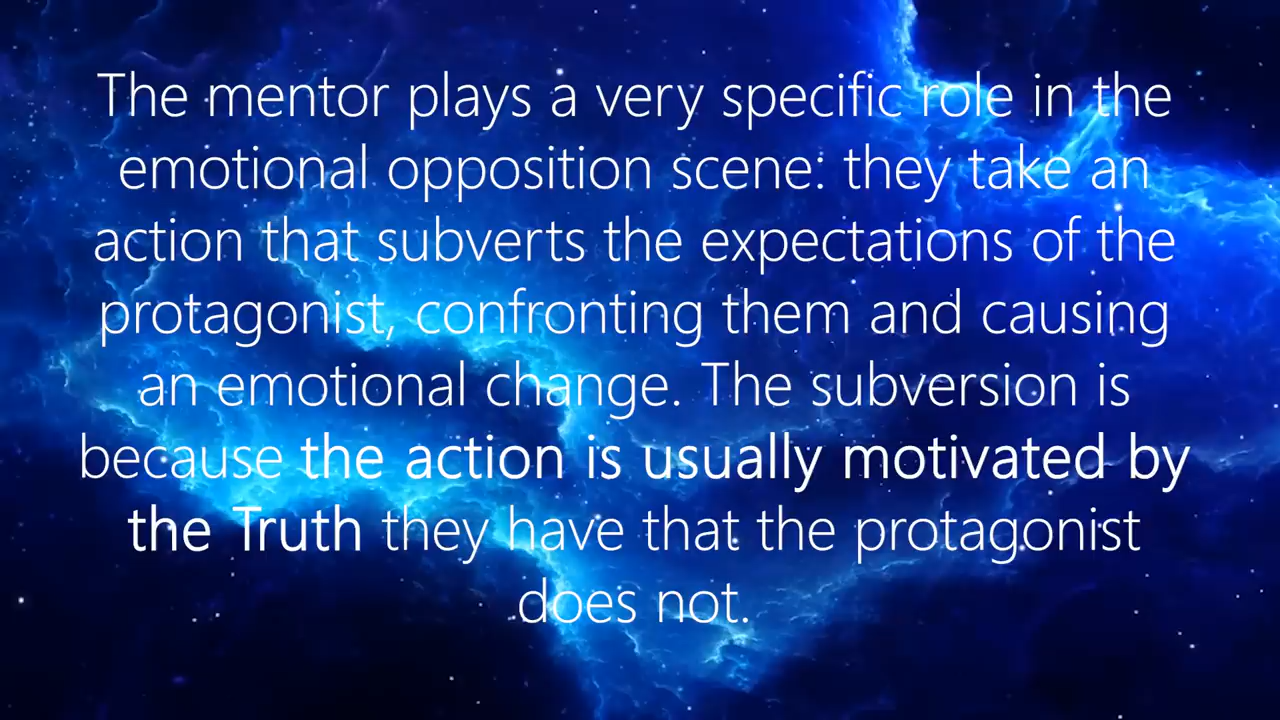 The mentor plays a very specific role in the
emotional opposition scene: they take an
action that subverts the expectations of the
protagonist, confronting them and causing
an emotional change. The subversion is
because the action is usually motivated by
the Truth they have that the protagonist
does not.